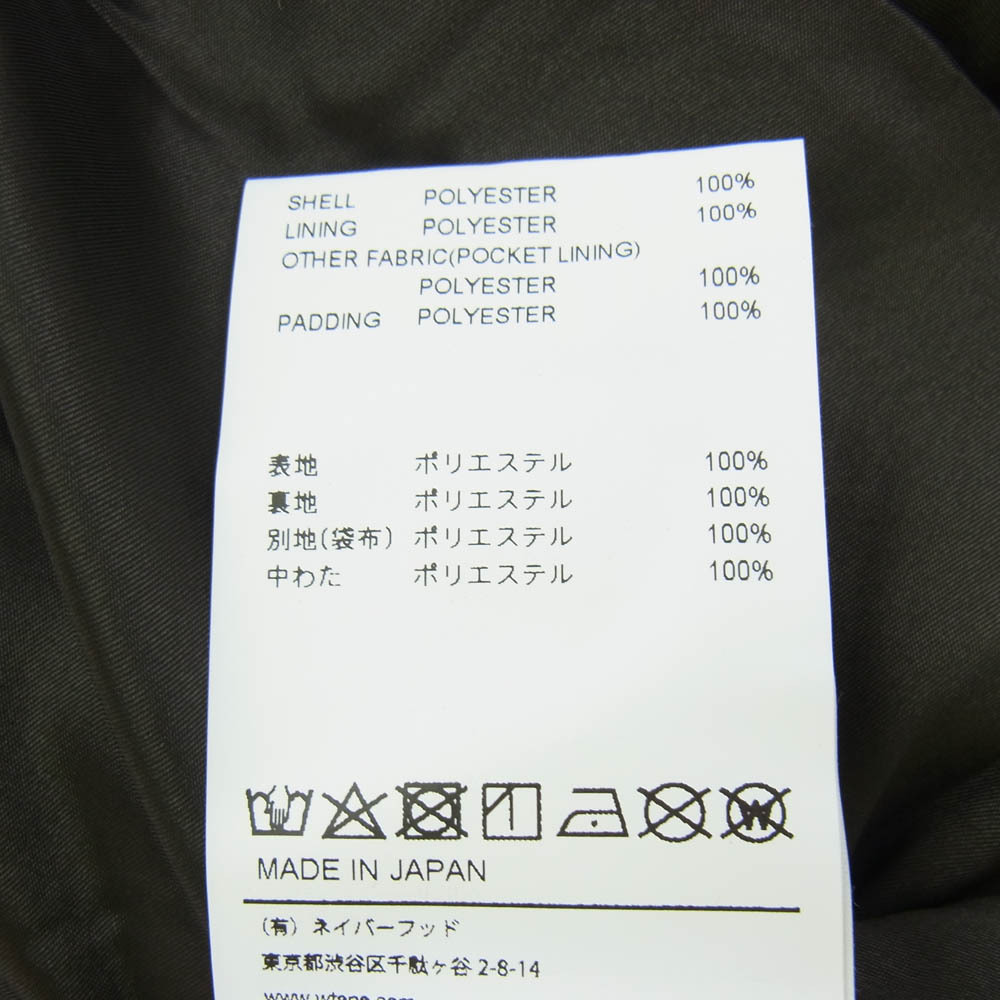 SHELL POLYESTER 100%
LINING POLYESTER 100%
OTHER FABRIC(POCKET LINING)
POLYESTER 100%
PADDING POLYESTER 100%
表地 ポリエステル 100%
裏地 ポリエステル 100%
別地(袋布) ポリエステル 100%
中わた ポリエステル 100%
W
MADE IN JAPAN
(有) ネイバーフッド
東京都渋谷区千駄ヶ谷 2-8-14